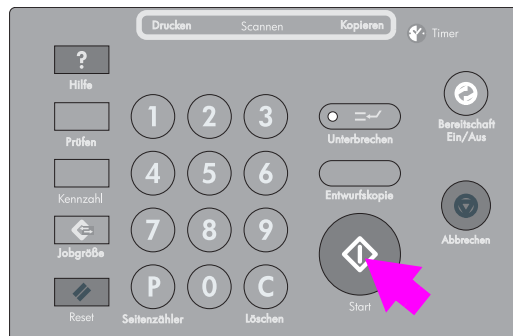 Drucken Scannen Kopieren
Timer
?
Hilfe
Prüfen
Kennzahl
Jobgröße
Reset
1 2 3
4 5 6
7 8 9
P 0 C
Seitenzähler Löschen
Unterbrechen
Entwurfskopie
Start
Bereitschaft
Ein/Aus
Abbrechen